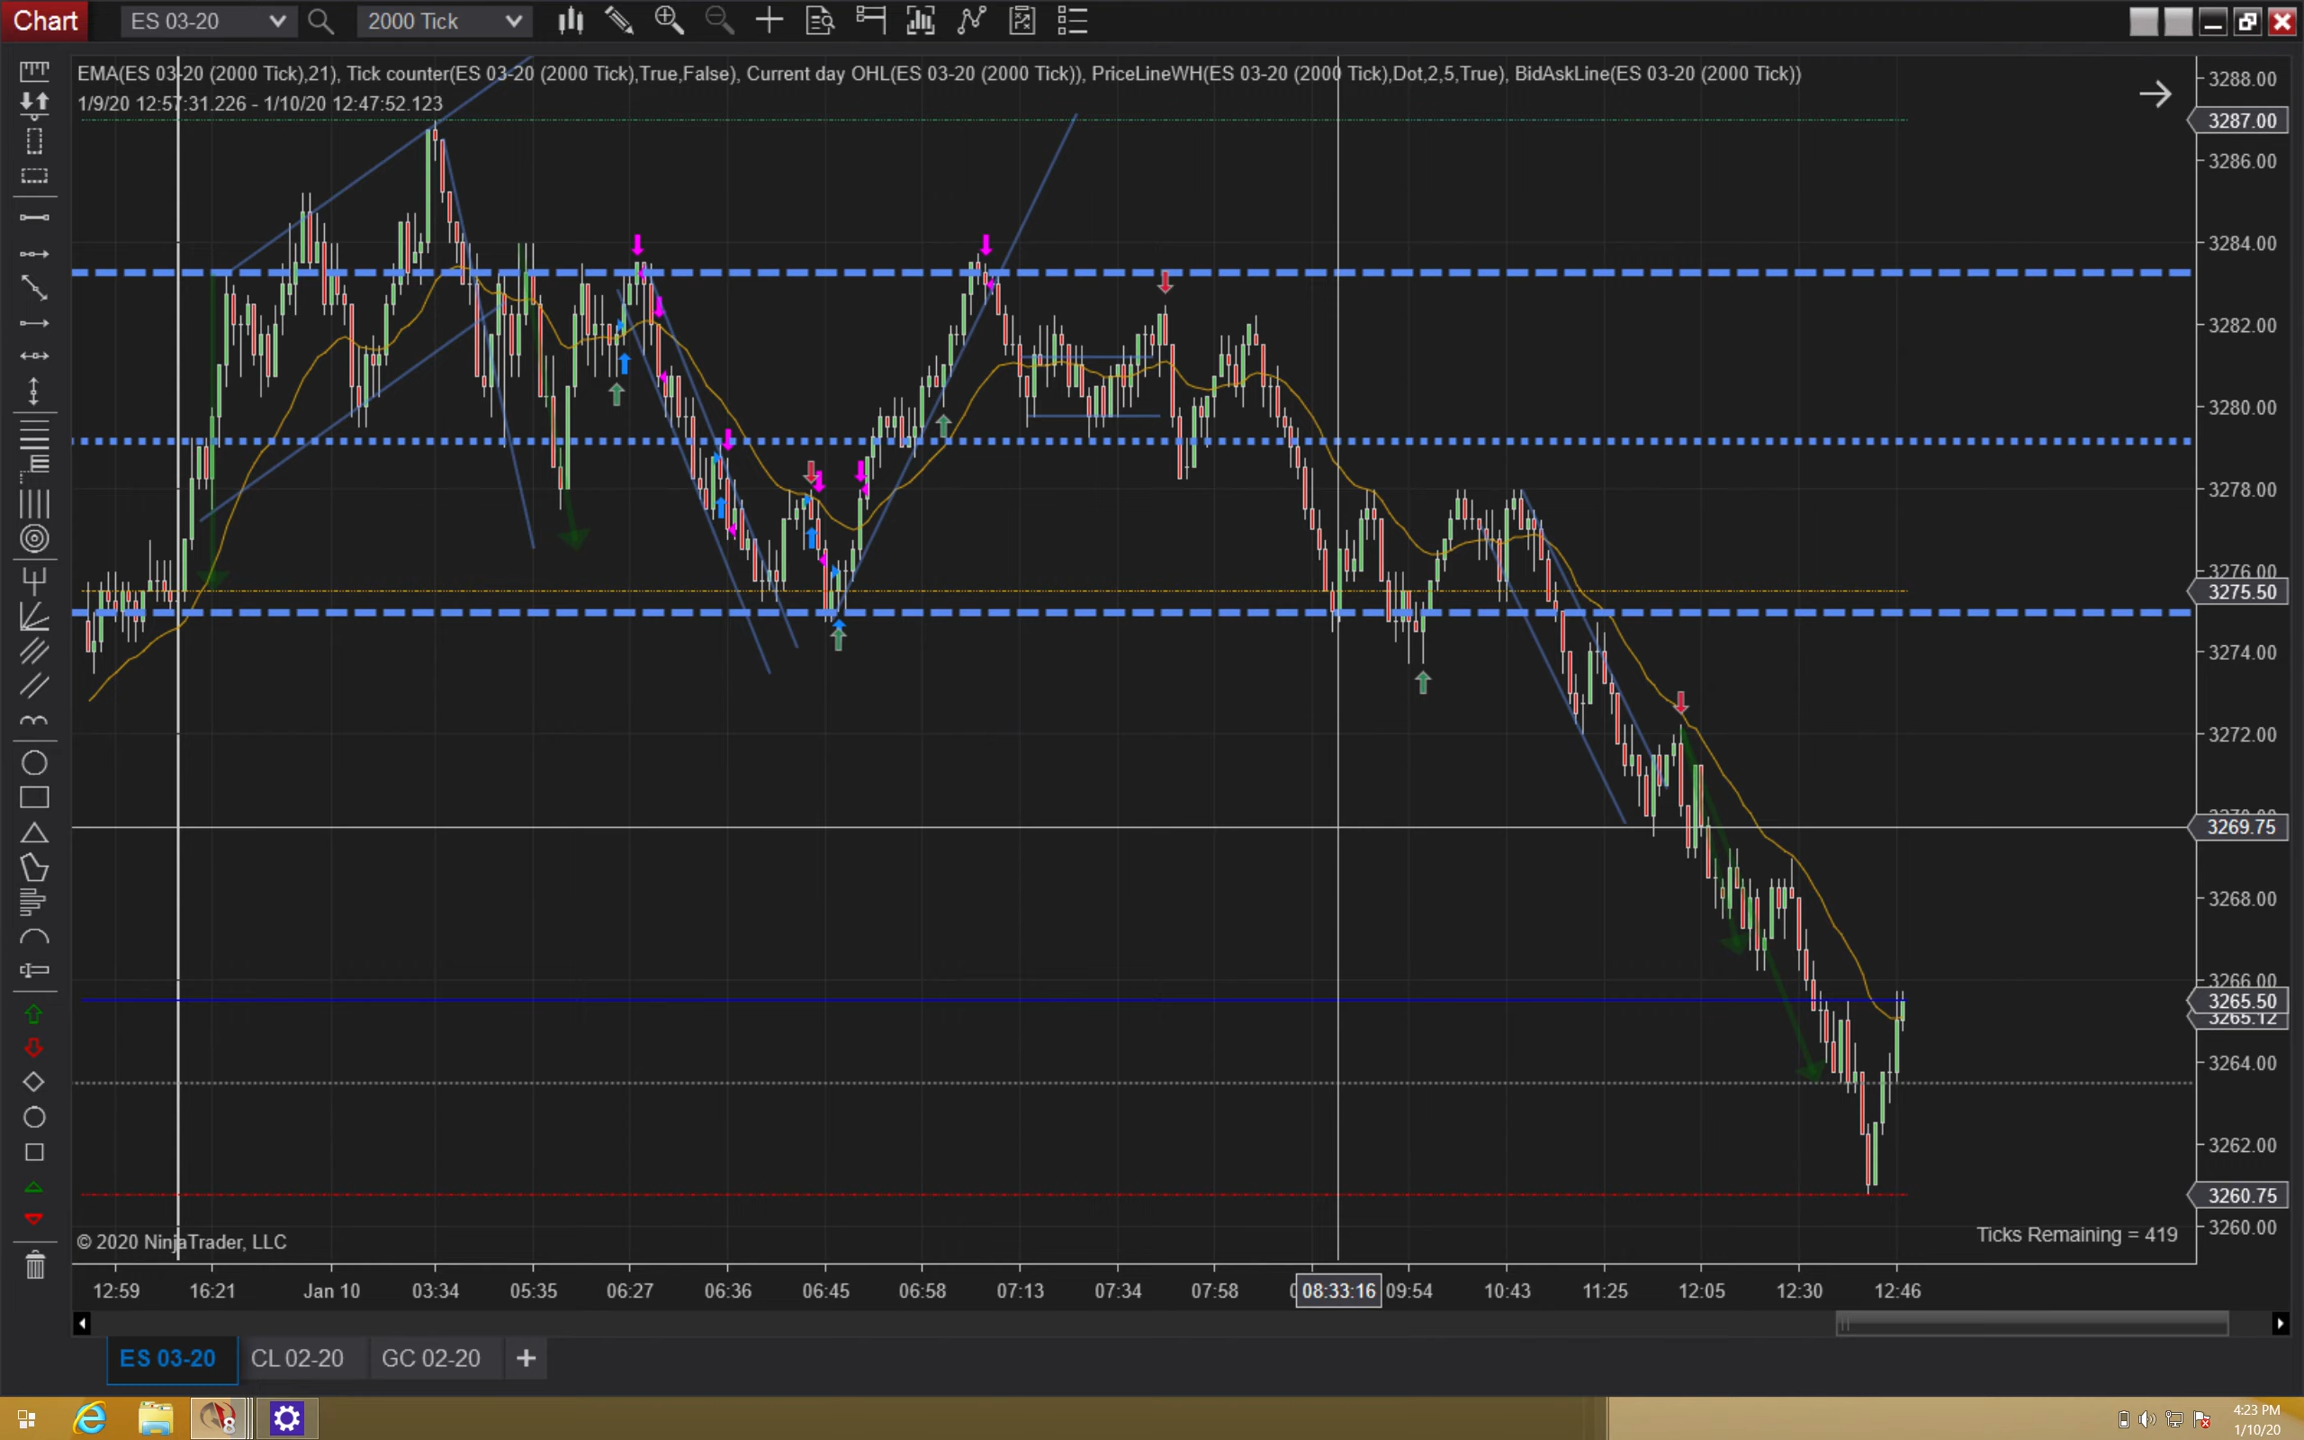 Chart ES 03-20 2000 Tick
EMA(ES 03-20 (2000 Tick),21), Tick counter(ES 03-20 (2000 Tick),True,False), Current day OHL(ES 03-20 (2000 Tick)), PriceLineWH(ES 03-20 (2000 Tick),Dot,2,5,True), BidAskLine(ES 03-20 (2000 Tick))
1/9/20 12:57:31.226 - 1/10/20 12:47:52.123
3288.00
3287.00
3286.00
3284.00
3282.00
3280.00
3278.00
3276.00
3275.50
3274.00
3272.00
3269.75
3268.00
3266.00
3265.50
3265.12
3264.00
3262.00
3260.75
3260.00
Ticks Remaining = 419
© 2020 NinjaTrader, LLC
12:59 16:21 Jan 10 03:34 05:35 06:27 06:36 06:45 06:58 07:13 07:34 07:58 08:33:16 09:54 10:43 11:25 12:05 12:30 12:46
ES 03-20 CL 02-20 GC 02-20 +
8
4:23 PM
1/10/20